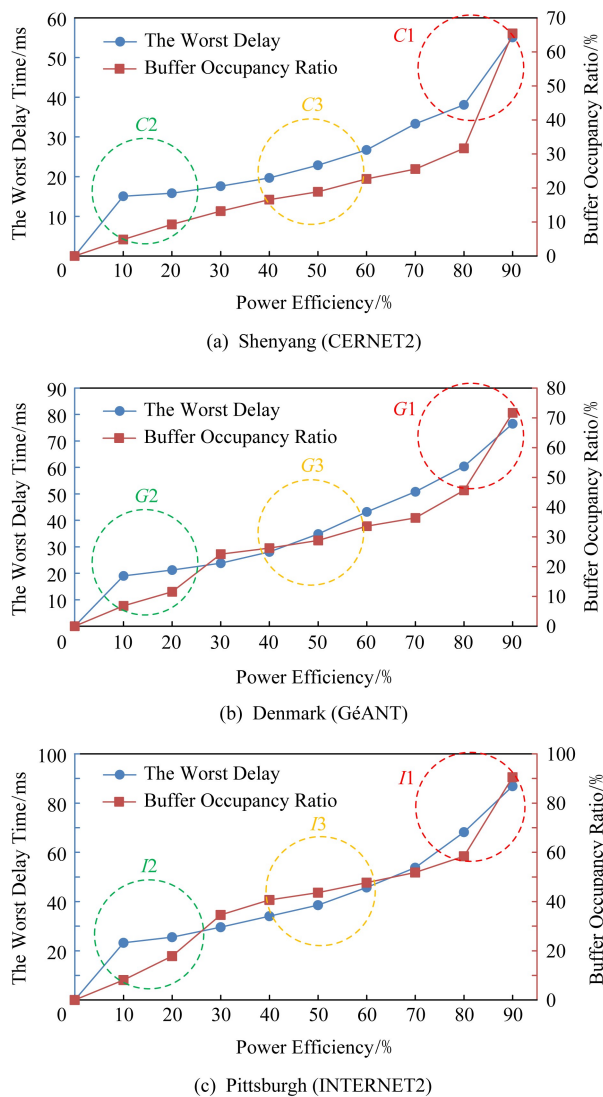 The Worst Delay Time/ms
60
50
40
30
20
10
0
The Worst Delay
Buffer Occupancy Ratio
C1
C2
C3
70
60
50
40
30
20
10
0
Buffer Occupancy Ratio/%
10 20 30 40 50 60 70 80 90
Power Efficiency/%
(a) Shenyang (CERNET2)
The Worst Delay Time/ms
90
80
70
60
50
40
30
20
10
0
The Worst Delay
Buffer Occupancy Ratio
G1
G2
G3
80
70
60
50
40
30
20
10
0
Buffer Occupancy Ratio/%
10 20 30 40 50 60 70 80 90
Power Efficiency/%
(b) Denmark (GéANT)
The Worst Delay Time/ms
100
80
60
40
20
0
The Worst Delay
Buffer Occupancy Ratio
I1
I2
I3
100
80
60
40
20
0
Buffer Occupancy Ratio/%
10 20 30 40 50 60 70 80 90
Power Efficiency/%
(c) Pittsburgh (INTERNET2)